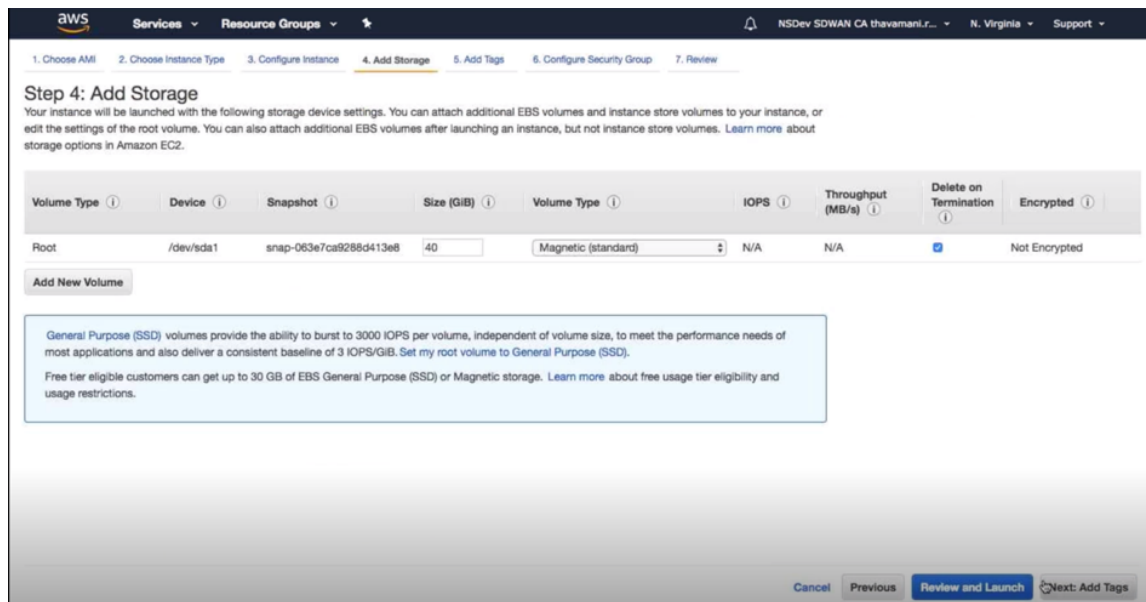 aws Services Resource Groups NSDev SDWAN CA thavamani.r... N. Virginia Support
1. Choose AMI 2. Choose Instance Type 3. Configure Instance 4. Add Storage 5. Add Tags 6. Configure Security Group 7. Review
Step 4: Add Storage
Your instance will be launched with the following storage device settings. You can attach additional EBS volumes and instance store volumes to your instance, or
edit the settings of the root volume. You can also attach additional EBS volumes after launching an instance, but not instance store volumes. Learn more about
storage options in Amazon EC2.
Volume Type Device Snapshot Size (GiB) Volume Type IOPS Throughput (MB/s) Delete on Termination Encrypted
Root /dev/sda1 snap-063e7ca9288d413e8 40 Magnetic (standard) N/A N/A Not Encrypted
Add New Volume
General Purpose (SSD) volumes provide the ability to burst to 3000 IOPS per volume, independent of volume size, to meet the performance needs of
most applications and also deliver a consistent baseline of 3 IOPS/GiB. Set my root volume to General Purpose (SSD).
Free tier eligible customers can get up to 30 GB of EBS General Purpose (SSD) or Magnetic storage. Learn more about free usage tier eligibility and
usage restrictions.
Cancel Previous Review and Launch Next: Add Tags